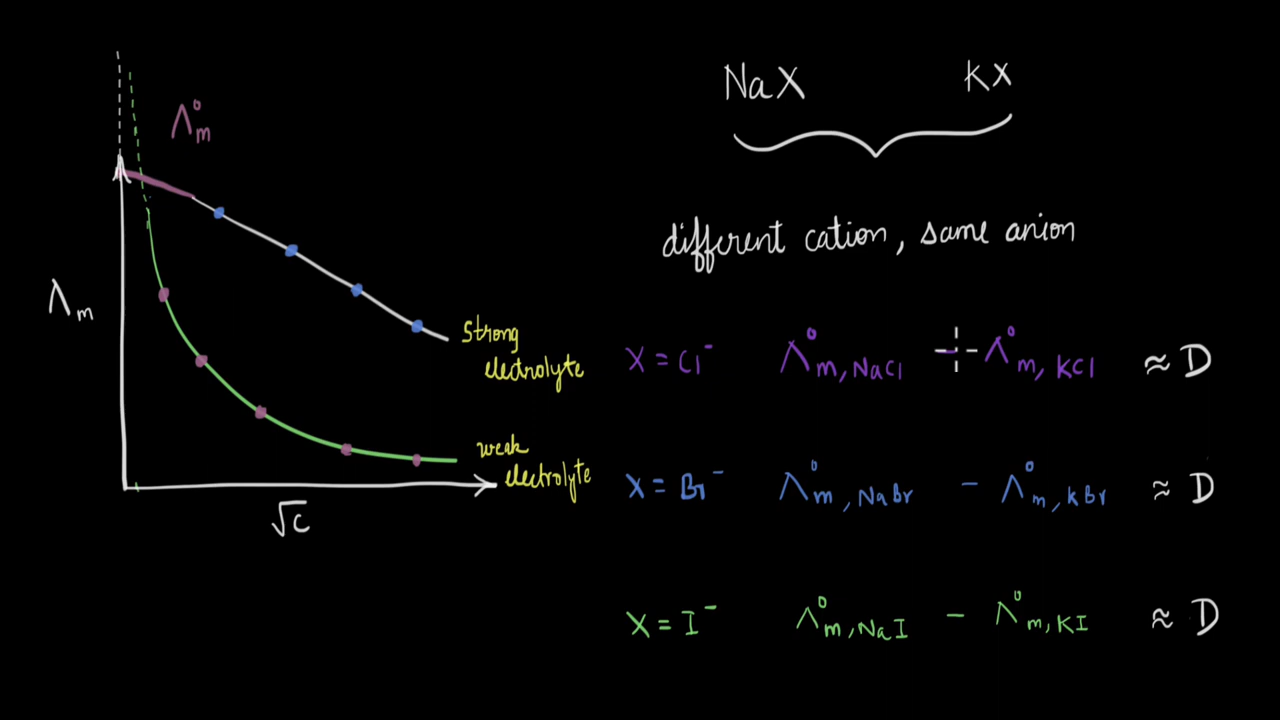 Λ°m
Λm
√c
Strong
electrolyte
weak
electrolyte
NaX KX
different cation, same anion
X = Cl⁻ Λ°m, NaCl - Λ°m, KCl ≈ D
X = Br⁻ Λ°m, NaBr - Λ°m, KBr ≈ D
X = I⁻ Λ°m, NaI - Λ°m, KI ≈ D